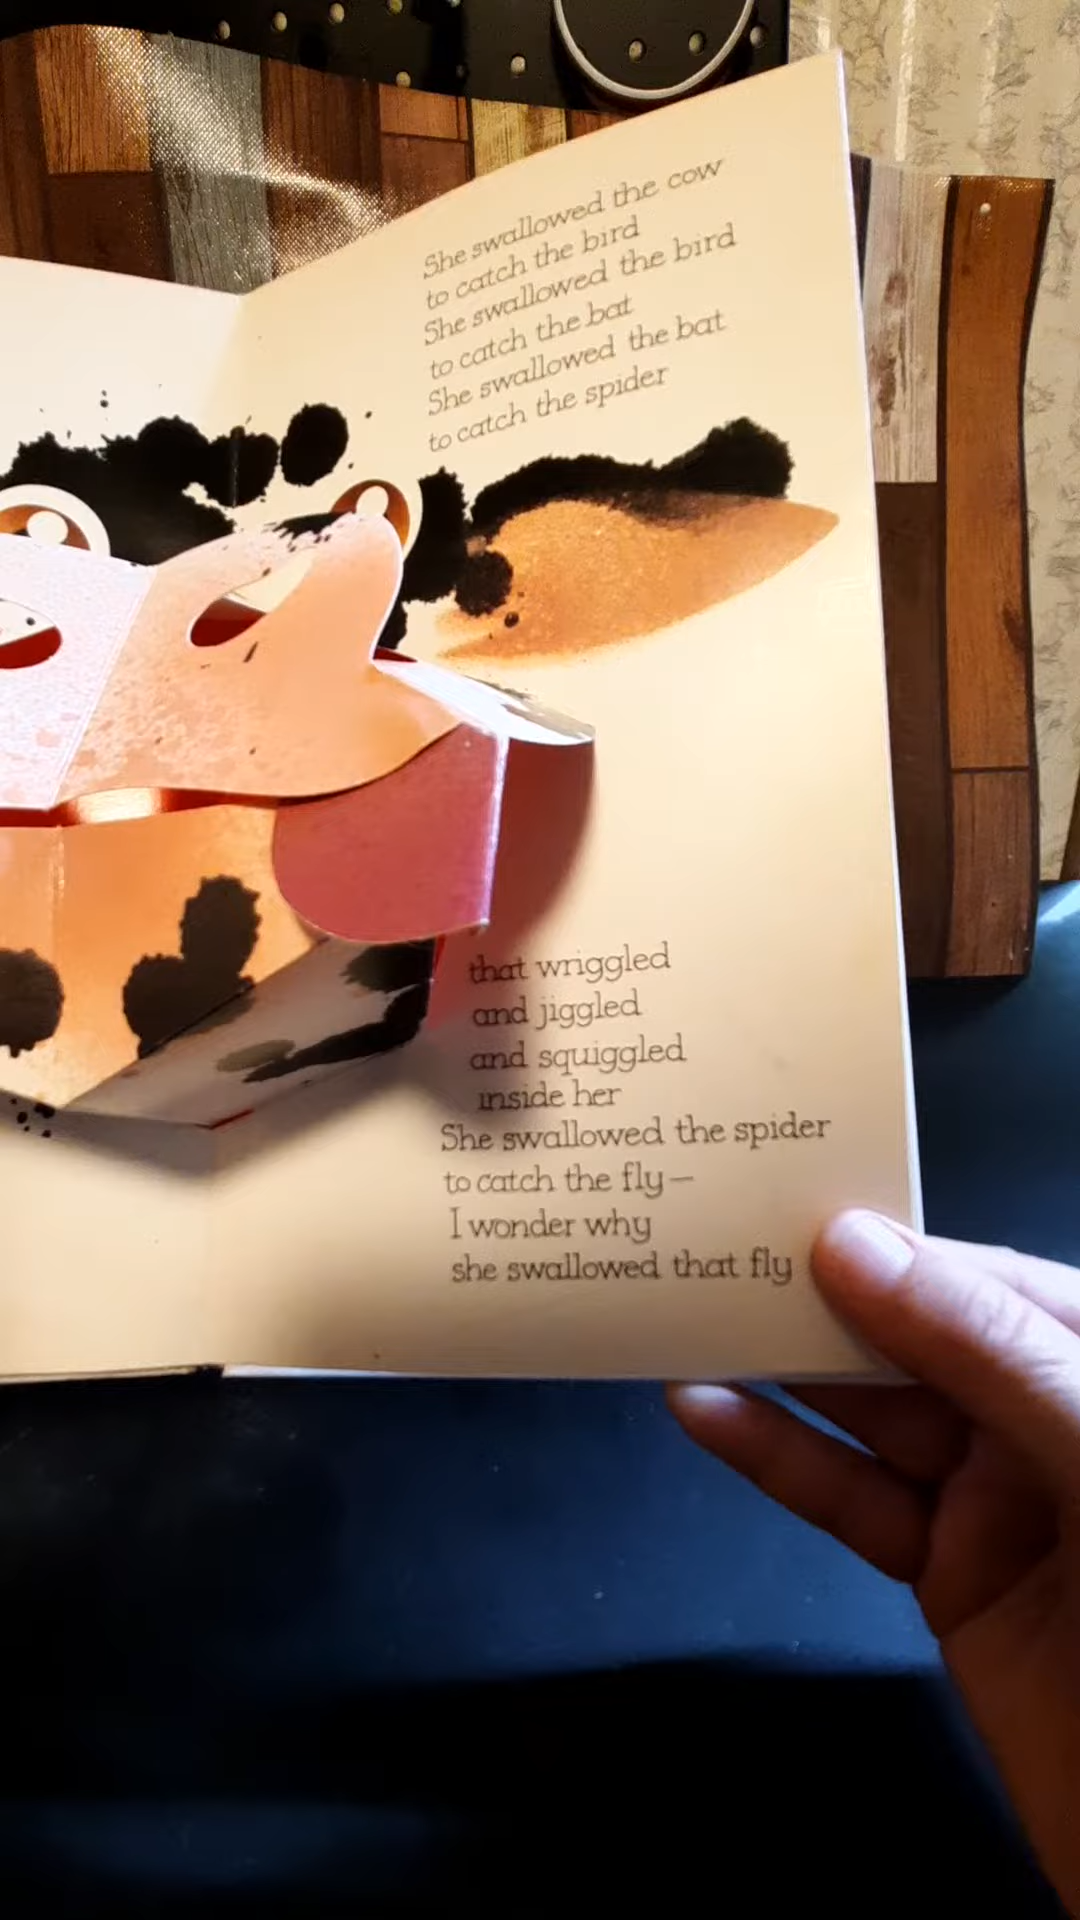 She swallowed the cow
to catch the bird
She swallowed the bird
to catch the bat
She swallowed the bat
to catch the spider
that wriggled
and jiggled
and squiggled
inside her
She swallowed the spider
to catch the fly—
I wonder why
she swallowed that fly